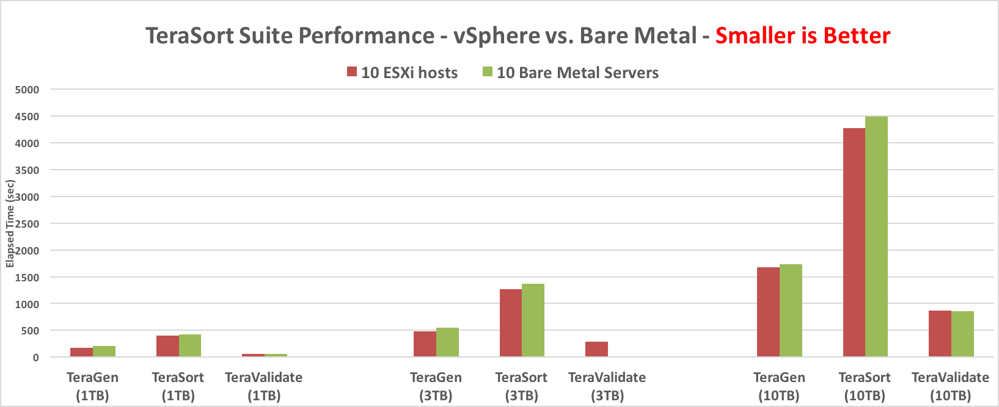 TeraSort Suite Performance - vSphere vs. Bare Metal - Smaller is Better
10 ESXi hosts 10 Bare Metal Servers
5000
4500
4000
3500
3000
2500
2000
1500
1000
500
0
Elapsed Time (sec)
TeraGen TeraSort TeraValidate TeraGen TeraSort TeraValidate TeraGen TeraSort TeraValidate
(1TB) (1TB) (1TB) (3TB) (3TB) (3TB) (10TB) (10TB) (10TB)